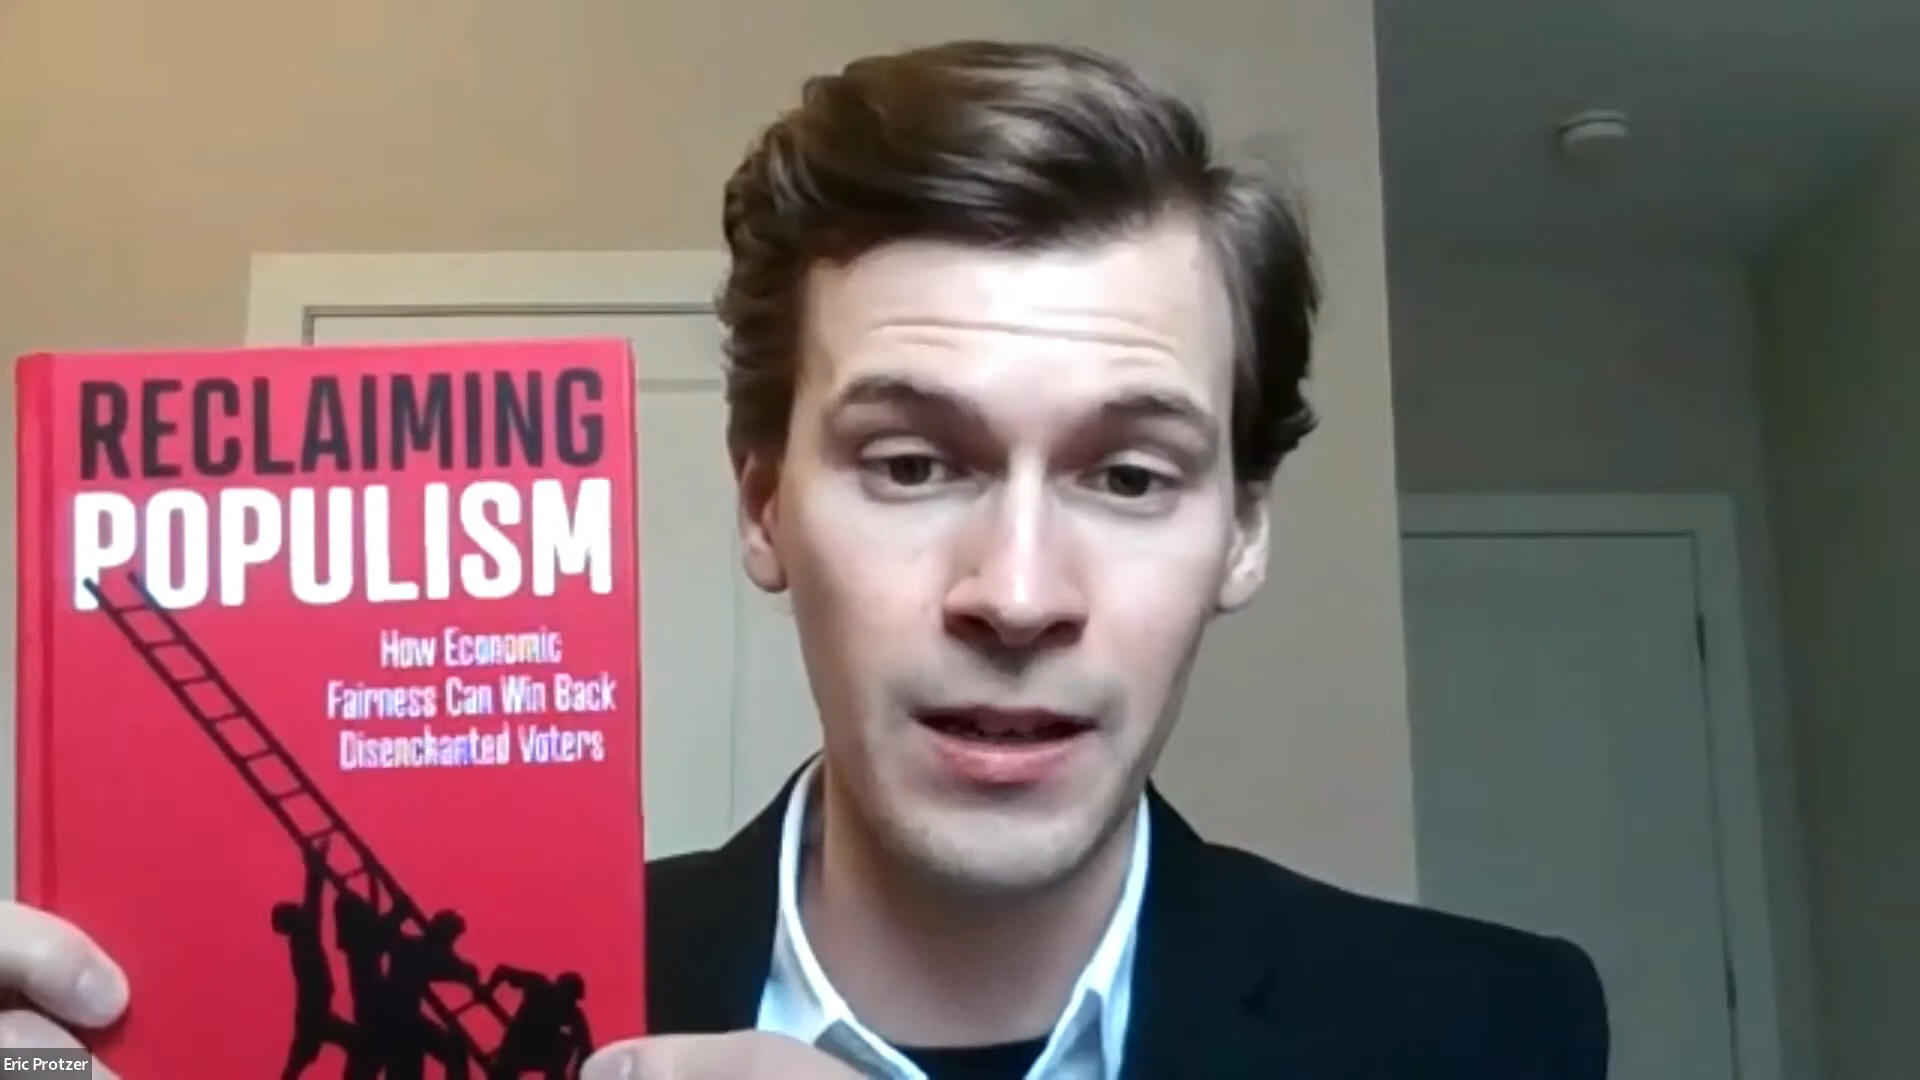 RECLAIMING
POPULISM
How Economic
Fairness Can Win Back
Disenchanted Voters
Eric Protzer